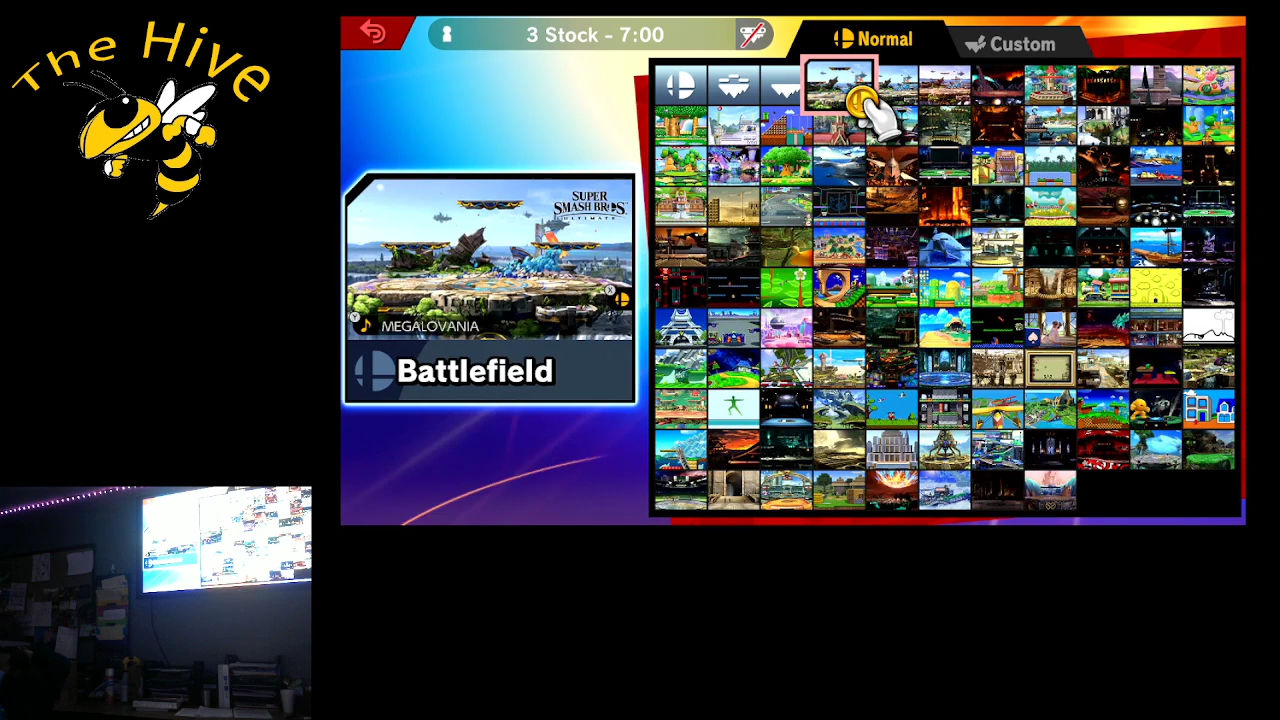 The Hive
3 Stock - 7:00
Normal
Custom
SUPER
SMASH BROS.
ULTIMATE
X
Y
MEGALOVANIA
Battlefield